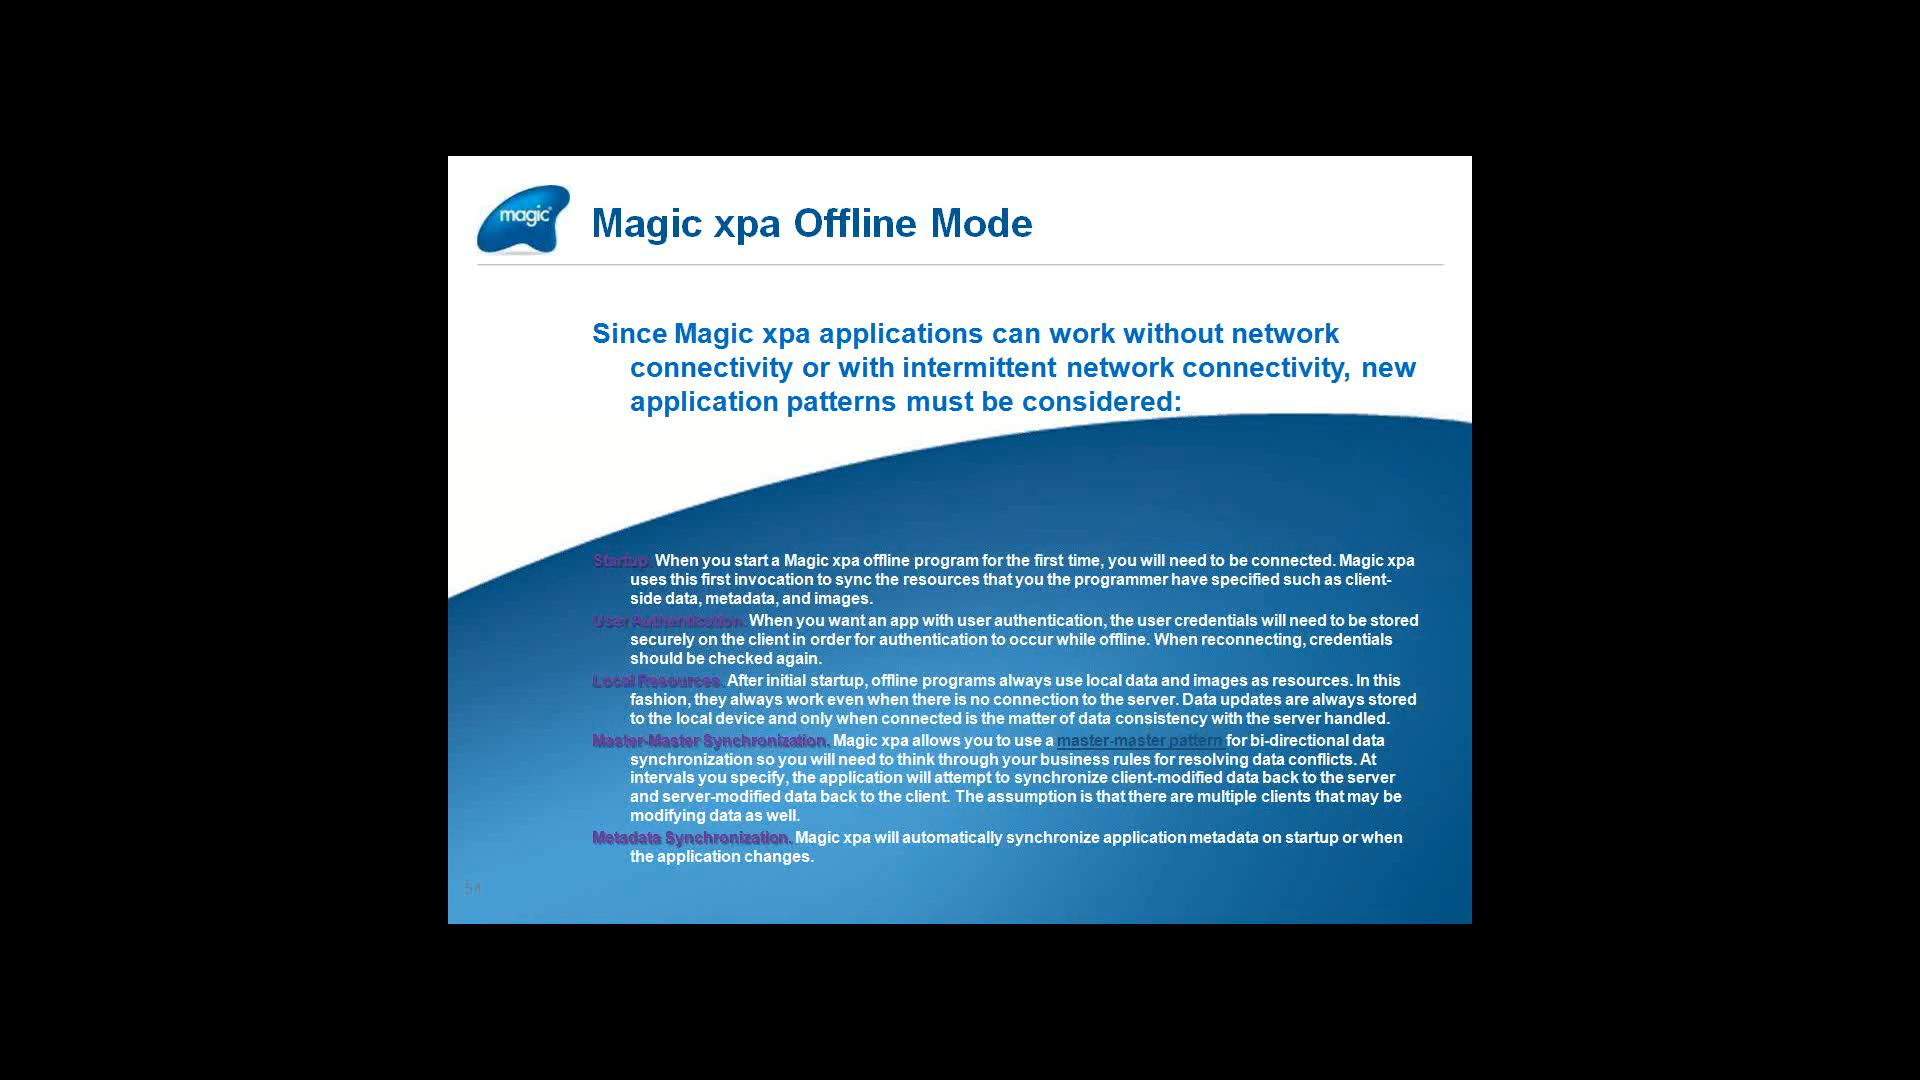 magic
Magic xpa Offline Mode
Since Magic xpa applications can work without network
connectivity or with intermittent network connectivity, new
application patterns must be considered:
Startup. When you start a Magic xpa offline program for the first time, you will need to be connected. Magic xpa
uses this first invocation to sync the resources that you the programmer have specified such as client-
side data, metadata, and images.
User Authentication. When you want an app with user authentication, the user credentials will need to be stored
securely on the client in order for authentication to occur while offline. When reconnecting, credentials
should be checked again.
Local Resources. After initial startup, offline programs always use local data and images as resources. In this
fashion, they always work even when there is no connection to the server. Data updates are always stored
to the local device and only when connected is the matter of data consistency with the server handled.
Master-Master Synchronization. Magic xpa allows you to use a master-master pattern for bi-directional data
synchronization so you will need to think through your business rules for resolving data conflicts. At
intervals you specify, the application will attempt to synchronize client-modified data back to the server
and server-modified data back to the client. The assumption is that there are multiple clients that may be
modifying data as well.
Metadata Synchronization. Magic xpa will automatically synchronize application metadata on startup or when
the application changes.
54